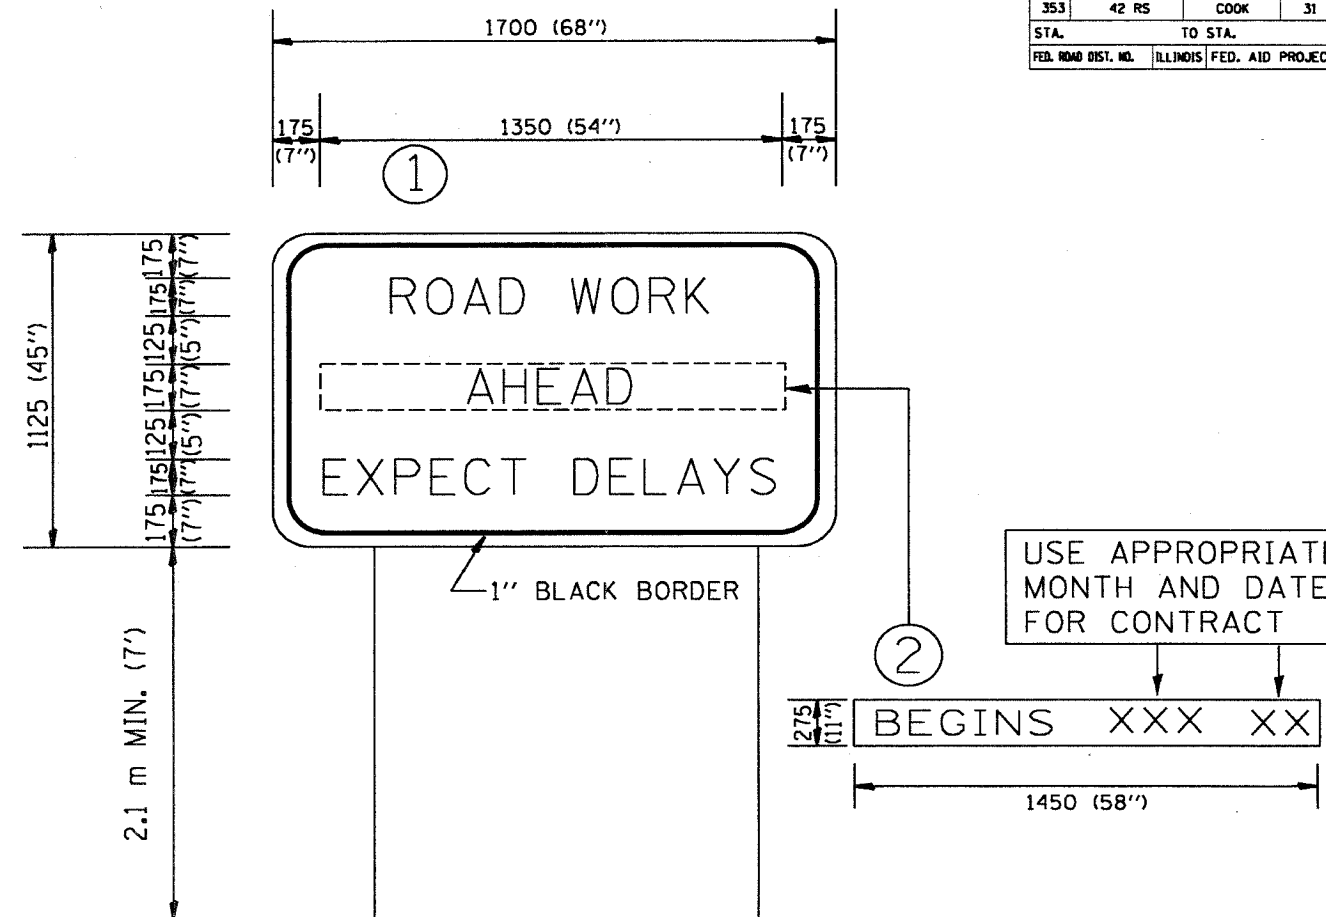 353 42 RS COOK 31
STA. TO STA.
FED. ROAD DIST. NO. ILLINOIS FED. AID PROJEC
1700 (68")
175 (7")
1350 (54")
175 (7")
1
1125 (45")
175 (7")
175 (7")
125 (5")
175 (7")
125 (5")
175 (7")
175 (7")
ROAD WORK
AHEAD
EXPECT DELAYS
1" BLACK BORDER
2.1 m MIN. (7')
USE APPROPRIATE
MONTH AND DATE
FOR CONTRACT
2
275 (11")
BEGINS XXX XX
1450 (58")